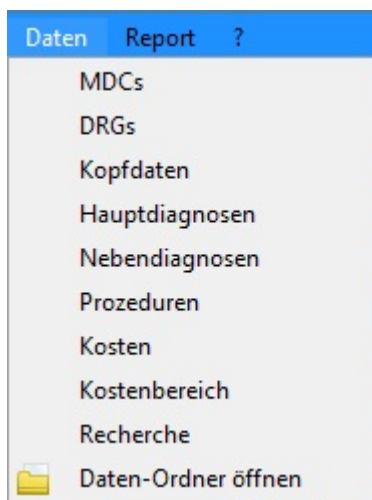 Daten Report ?
MDCs
DRGs
Kopfdaten
Hauptdiagnosen
Nebendiagnosen
Prozeduren
Kosten
Kostenbereich
Recherche
Daten-Ordner öffnen